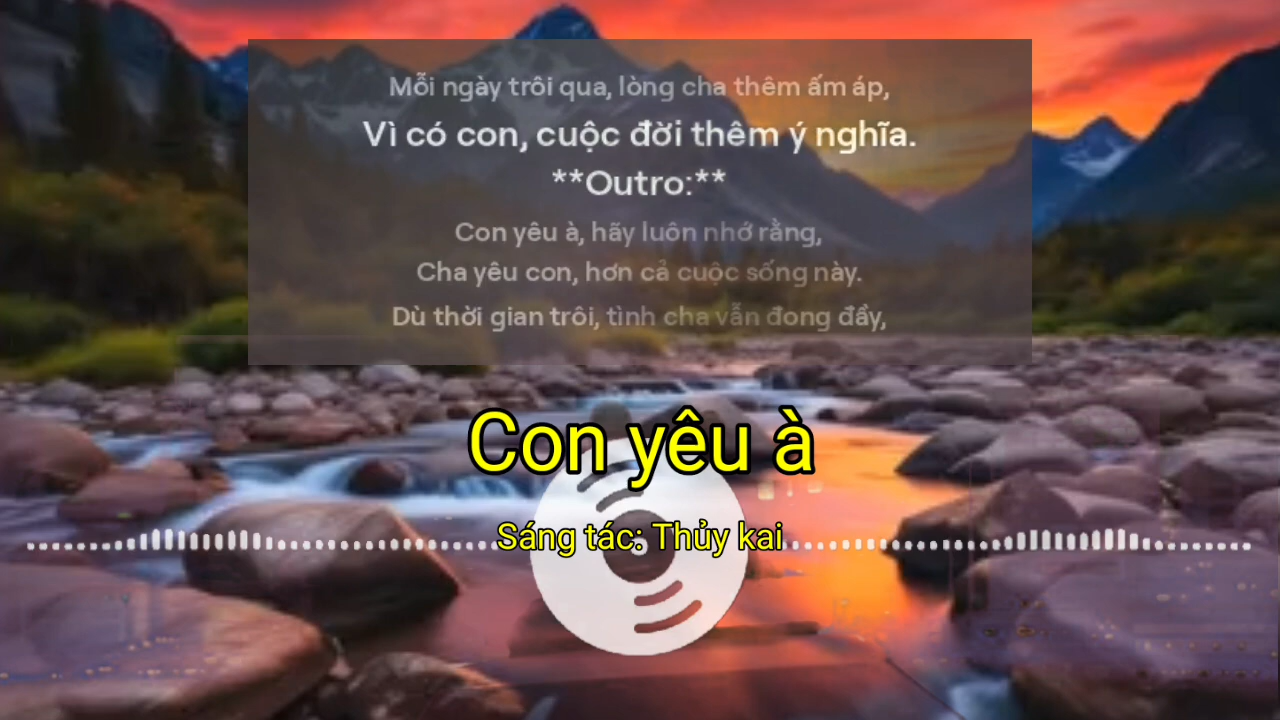 Mỗi ngày trôi qua, lòng cha thêm ấm áp,
Vì có con, cuộc đời thêm ý nghĩa.
**Outro:**
Con yêu à, hãy luôn nhớ rằng,
Cha yêu con, hơn cả cuộc sống này.
Dù thời gian trôi, tình cha vẫn đong đầy,
Con yêu à
Sáng tác: Thủy kai